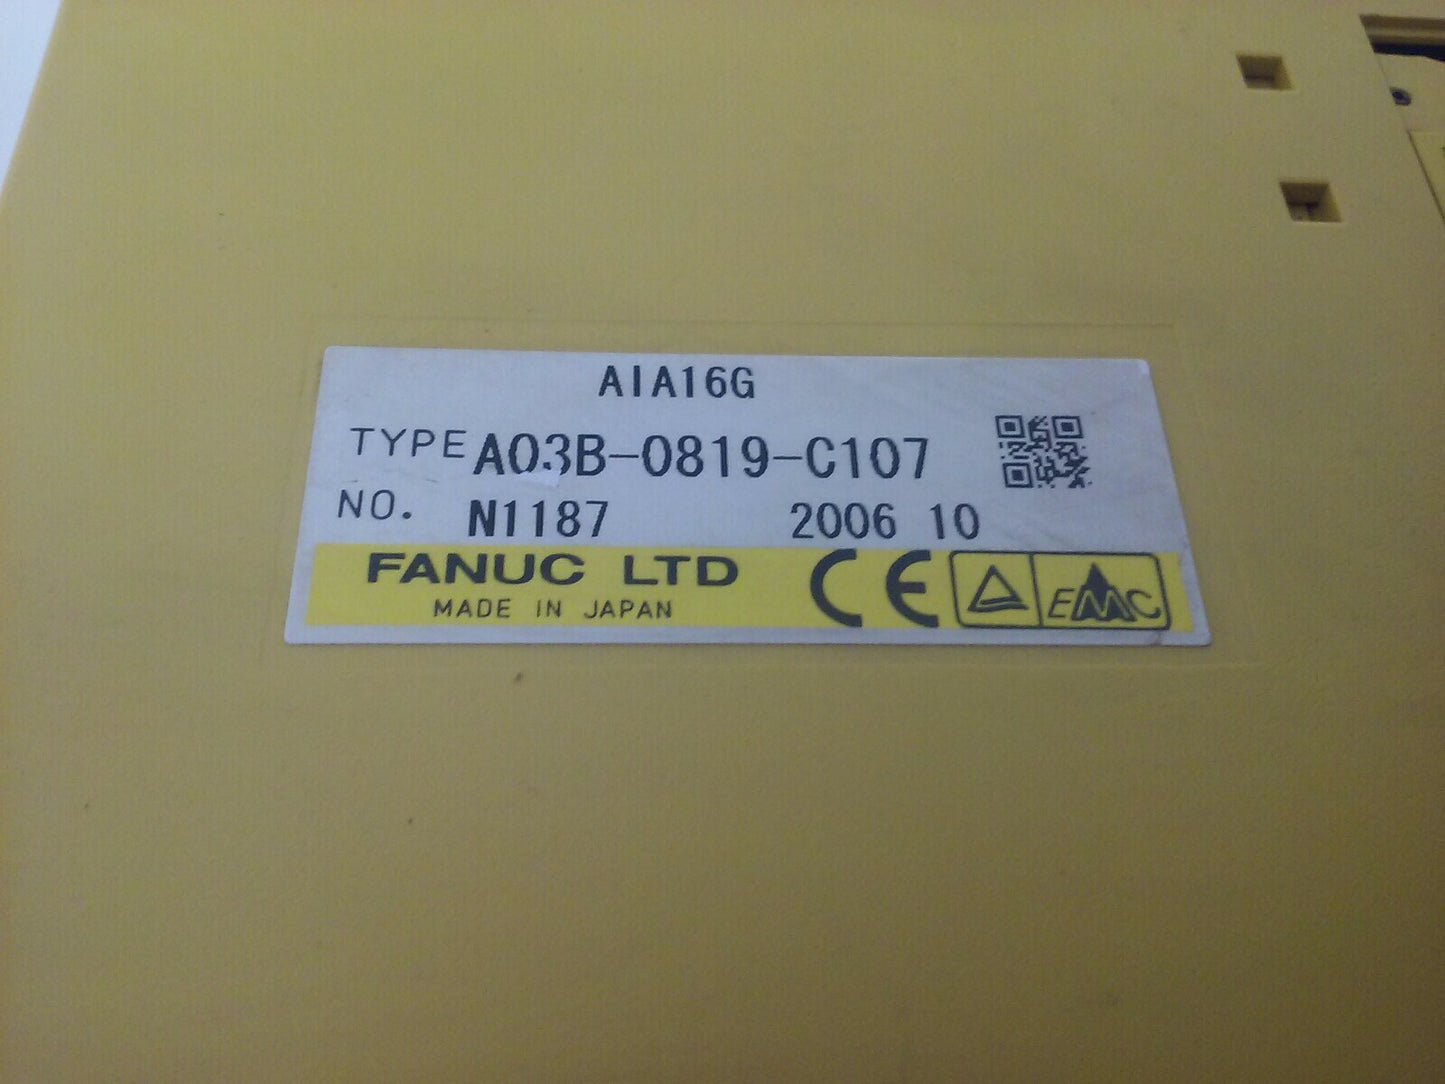 AIA16G
TYPE A03B-0819-C107
NO. N1187 2006 10
FANUC LTD
MADE IN JAPAN
CE
EMC